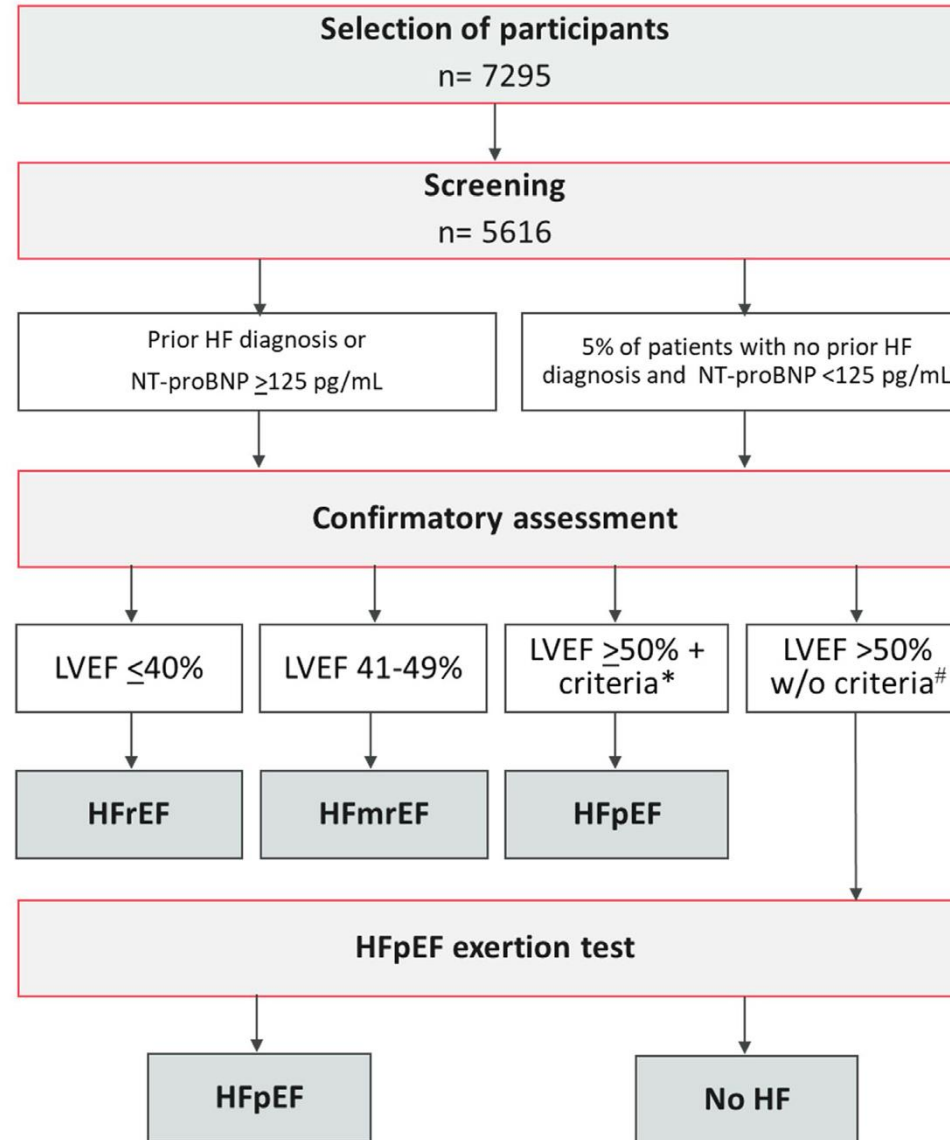 Selection of participants
n= 7295
Screening
n= 5616
Prior HF diagnosis or
NT-proBNP ≥125 pg/mL
5% of patients with no prior HF
diagnosis and NT-proBNP <125 pg/mL
Confirmatory assessment
LVEF ≤40%
LVEF 41-49%
LVEF ≥50% +
criteria*
LVEF >50%
w/o criteria#
HFrEF
HFmrEF
HFpEF
HFpEF exertion test
HFpEF
No HF